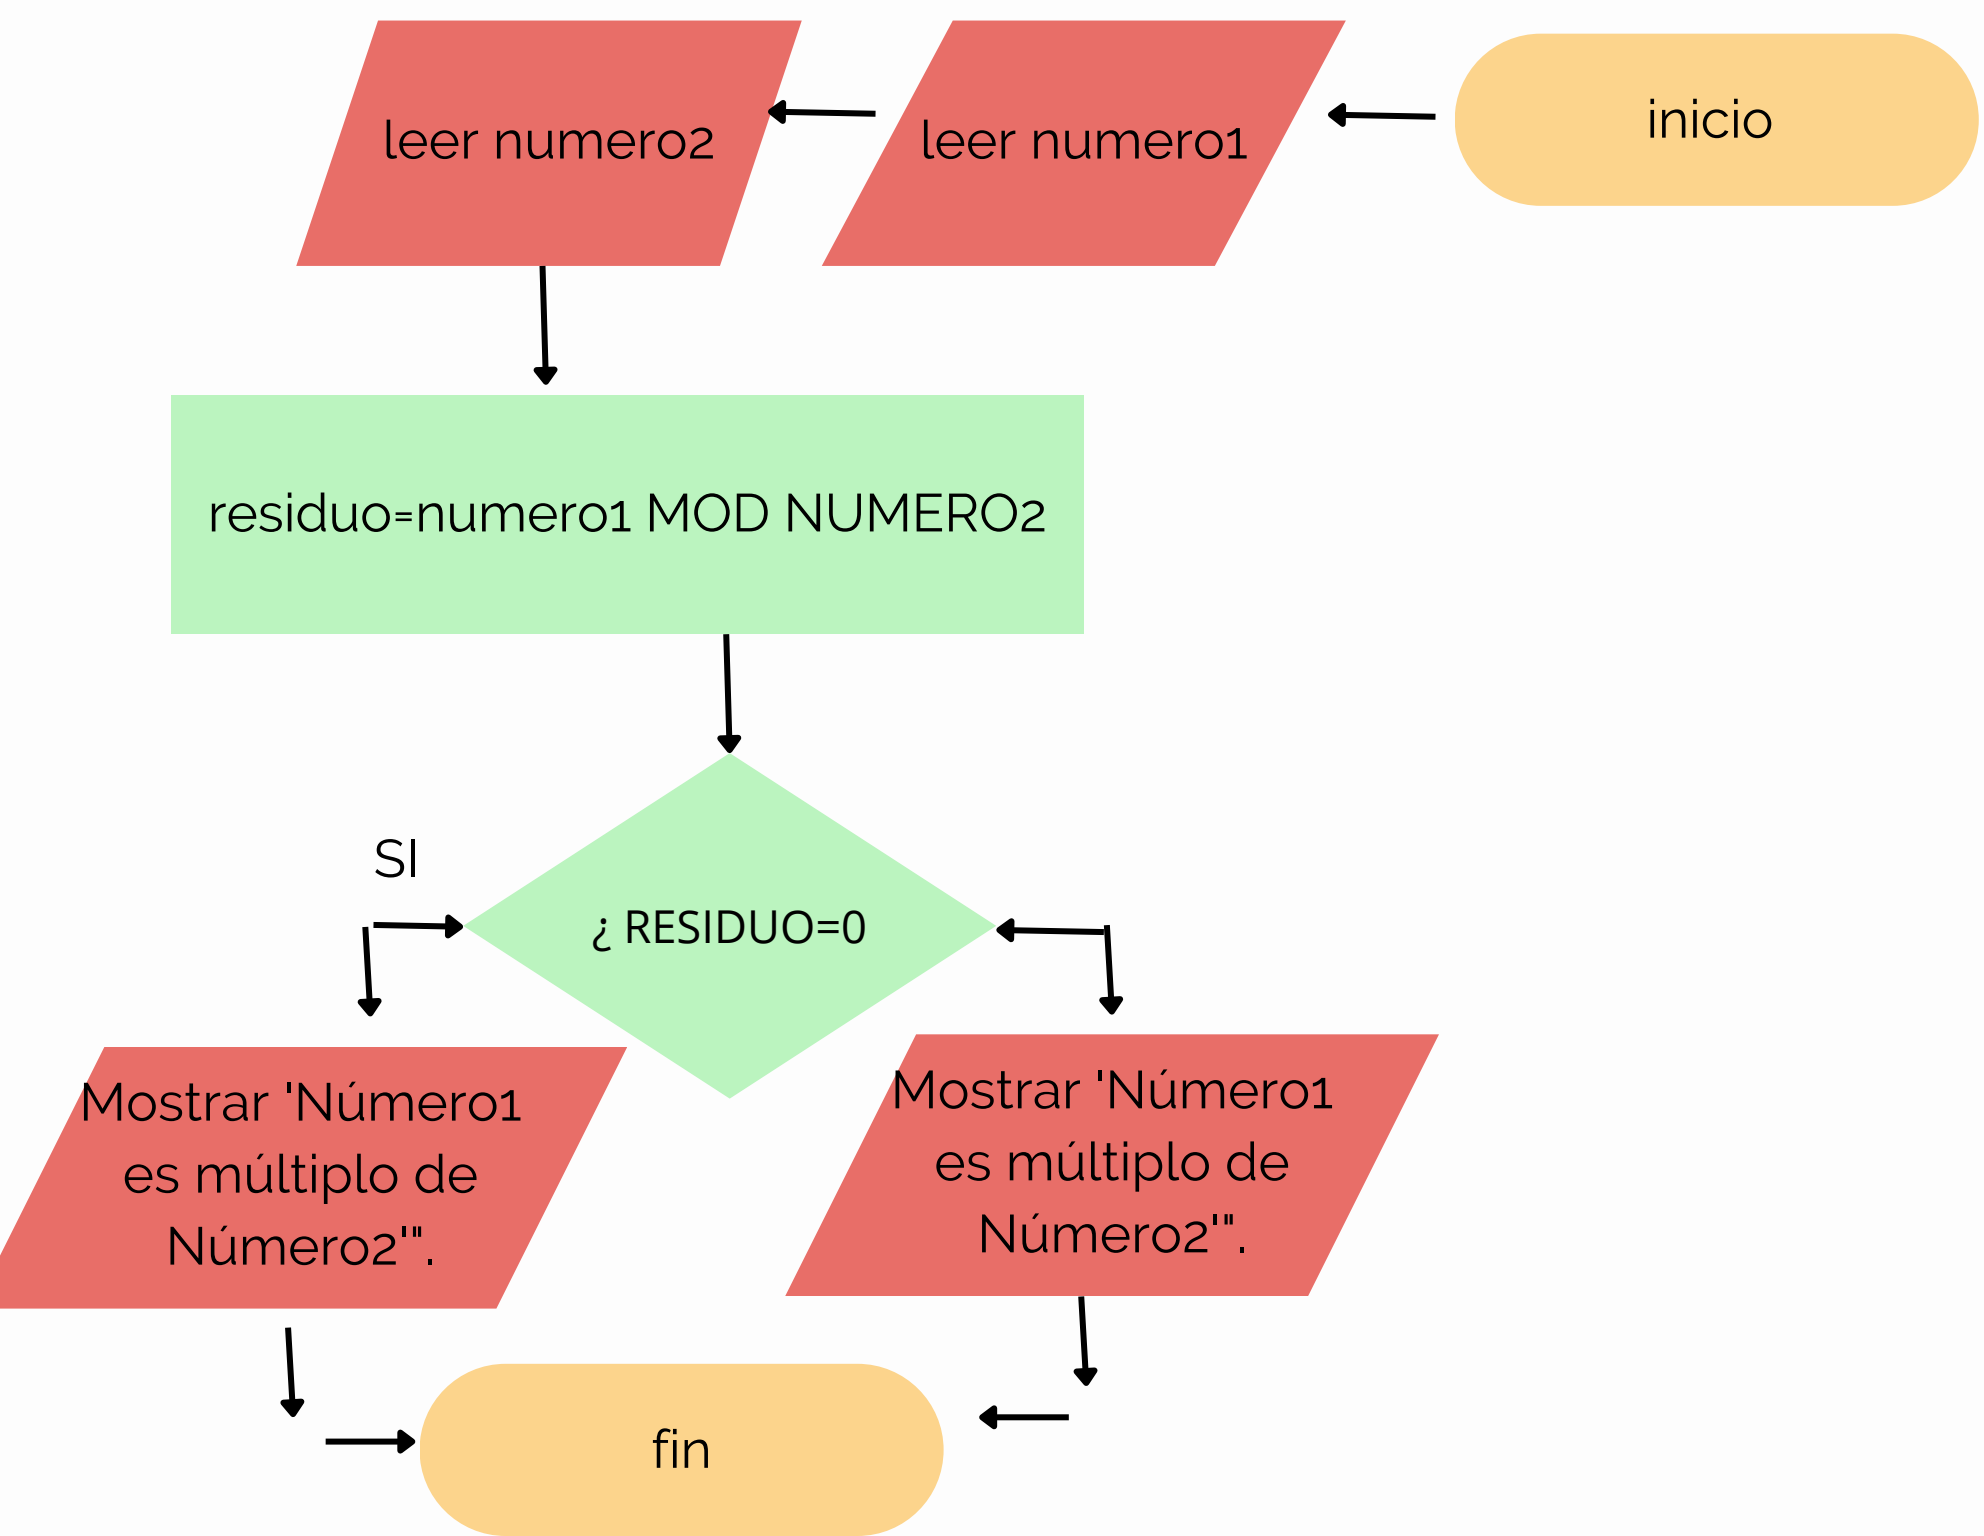 inicio
leer numero1
leer numero2
residuo=numero1 MOD NUMERO2
¿ RESIDUO=0
SI
Mostrar 'Número1
es múltiplo de
Número2'".
Mostrar 'Número1
es múltiplo de
Número2'".
fin